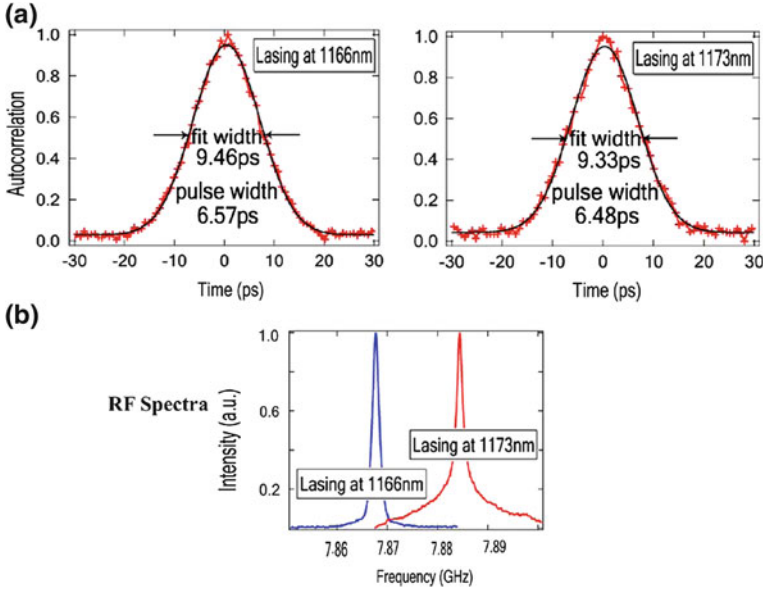 (a)
Autocorrelation
1.0
0.8
0.6
0.4
0.2
0.0
Lasing at 1166nm
fit width
9.46ps
pulse width
6.57ps
-30 -20 -10 0 10 20 30
Time (ps)
1.0
0.8
0.6
0.4
0.2
0.0
Lasing at 1173nm
fit width
9.33ps
pulse width
6.48ps
-30 -20 -10 0 10 20 30
Time (ps)
(b)
RF Spectra
Intensity (a.u.)
1.0
0.6
0.2
Lasing at 1173nm
Lasing at 1166nm
7.86 7.87 7.88 7.89
Frequency (GHz)